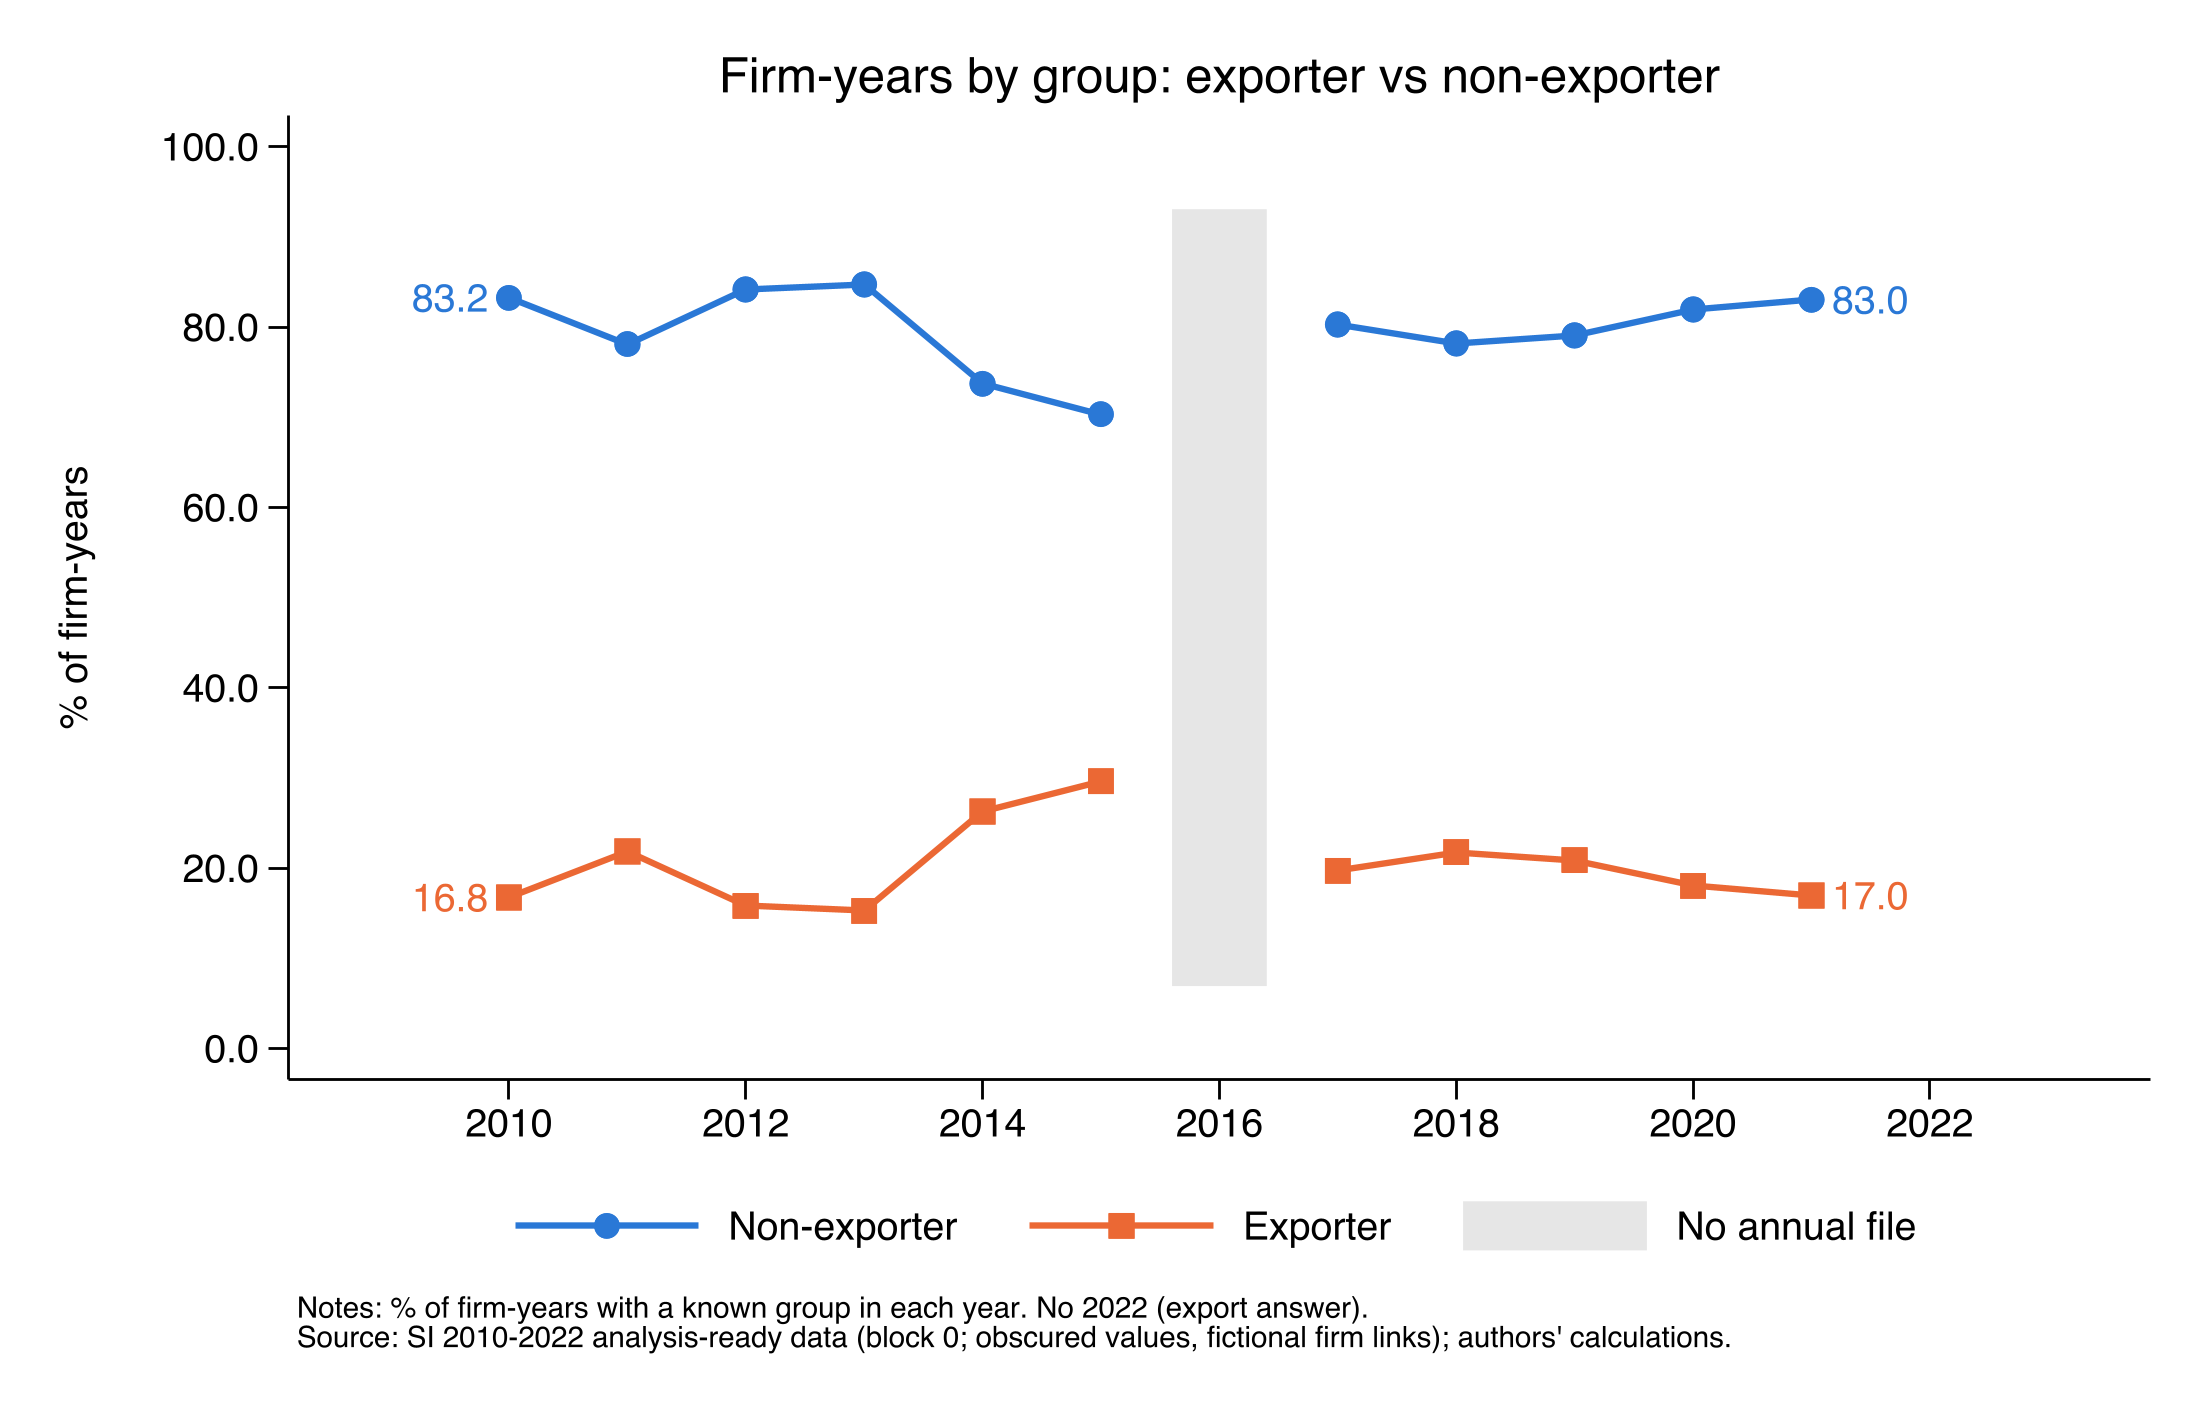 Firm-years by group: exporter vs non-exporter
100.0
80.0
60.0
40.0
20.0
0.0
% of firm-years
83.2
83.0
16.8
17.0
2010
2012
2014
2016
2018
2020
2022
Non-exporter
Exporter
No annual file
Notes: % of firm-years with a known group in each year. No 2022 (export answer).
Source: SI 2010-2022 analysis-ready data (block 0; obscured values, fictional firm links); authors' calculations.